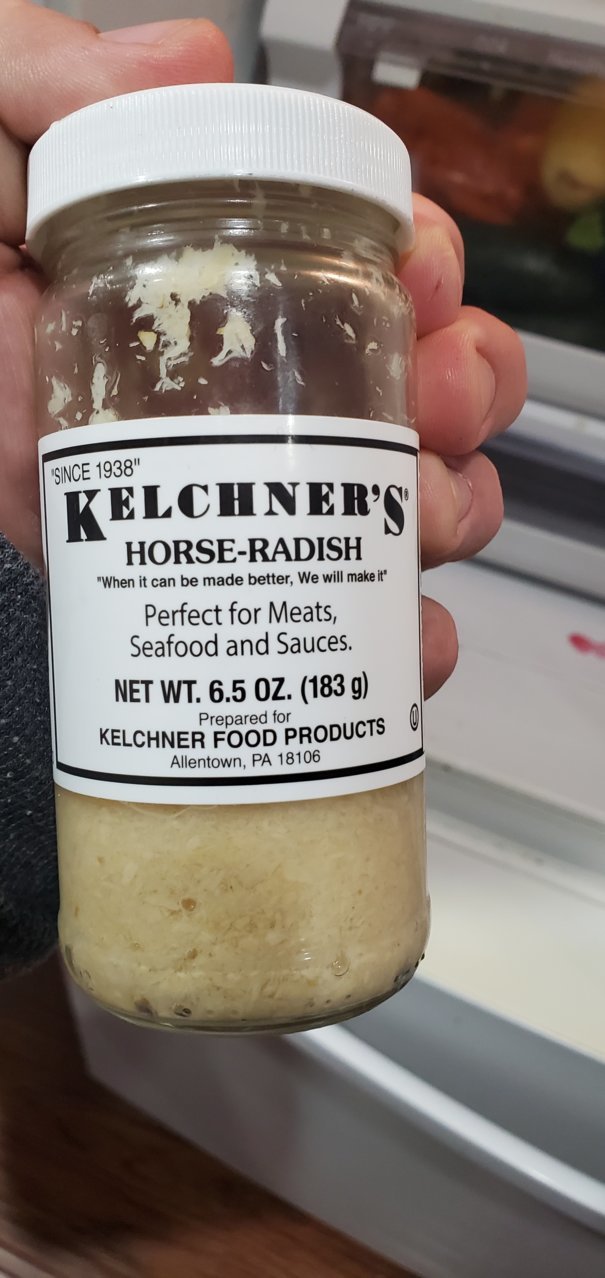 "SINCE 1938"
KELCHNER'S®
HORSE-RADISH
"When it can be made better, We will make it"
Perfect for Meats,
Seafood and Sauces.
NET WT. 6.5 OZ. (183 g)
Prepared for
KELCHNER FOOD PRODUCTS
Allentown, PA 18106
Ⓤ